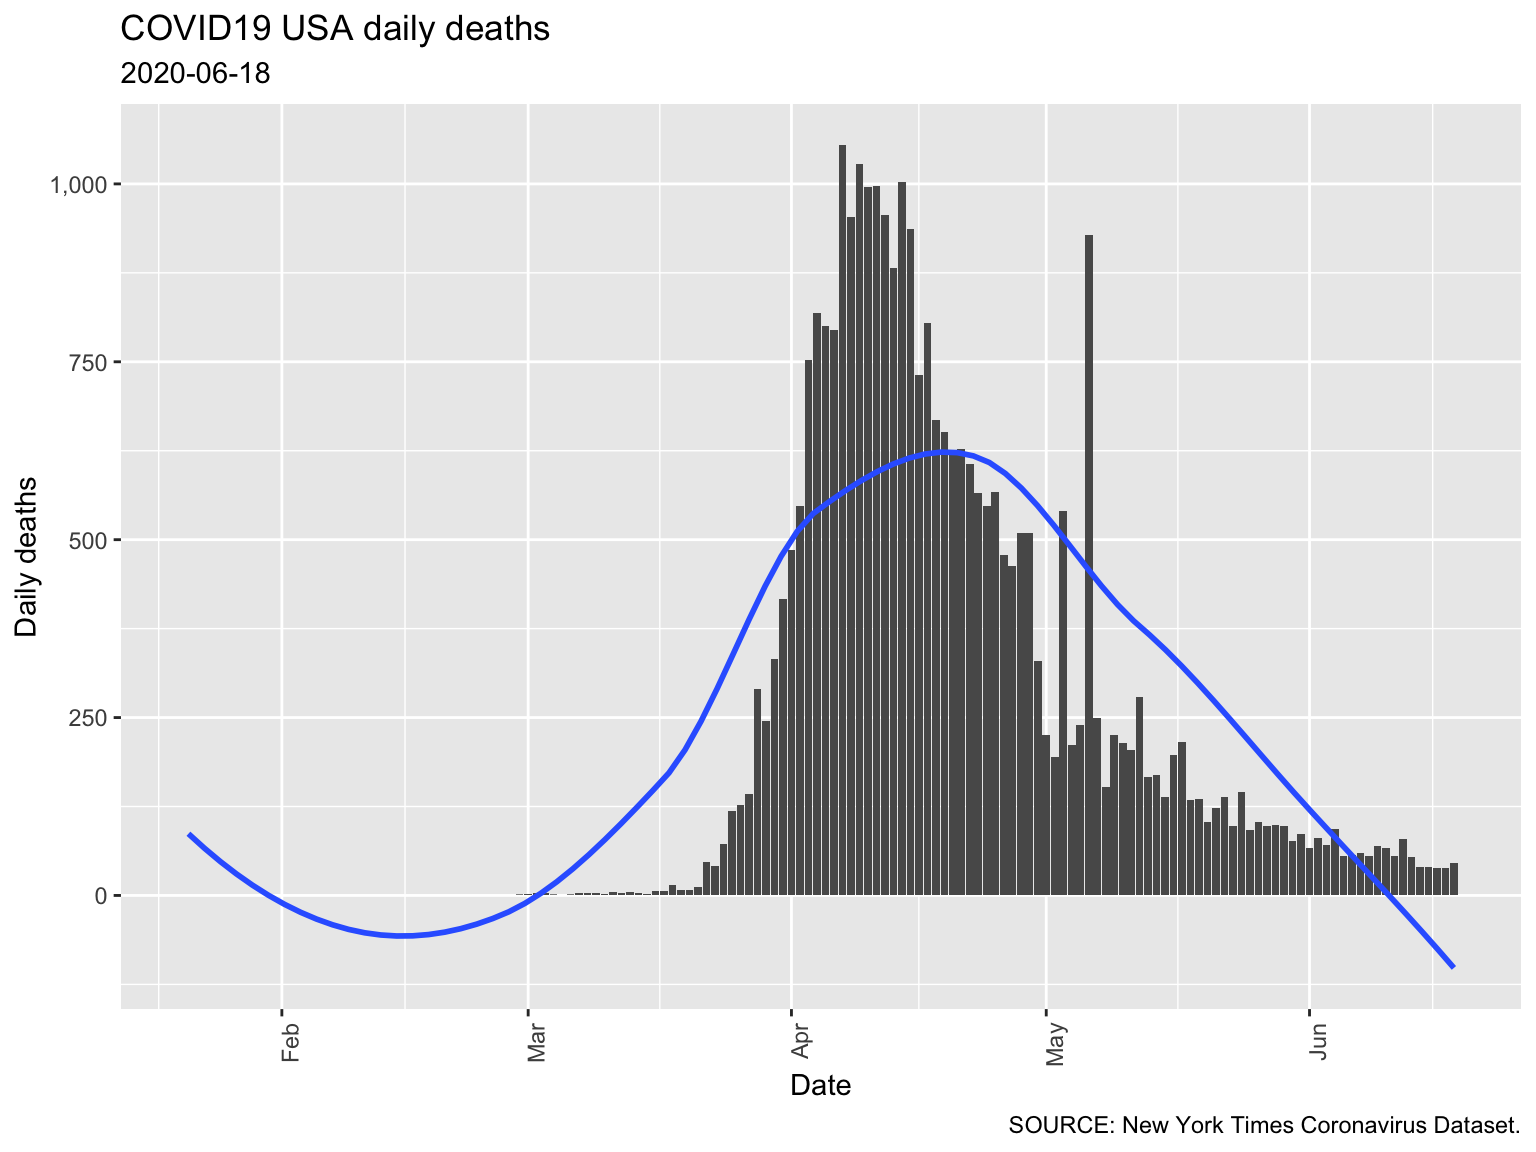 COVID19 USA daily deaths
2020-06-18
Daily deaths
1,000
750
500
250
0
Feb
Mar
Apr
May
Jun
Date
SOURCE: New York Times Coronavirus Dataset.